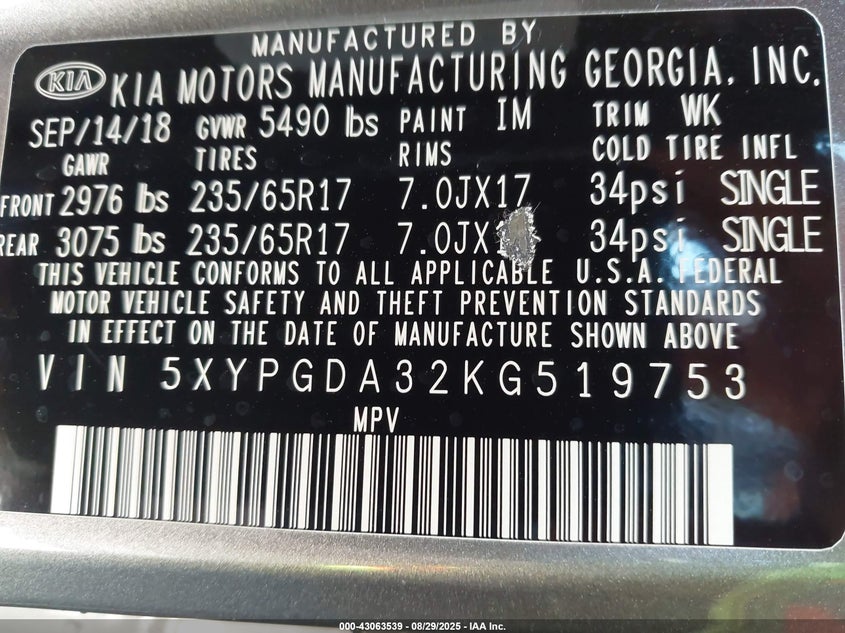 MANUFACTURED BY
KIA KIA MOTORS MANUFACTURING GEORGIA, INC.
SEP/14/18 GVWR 5490 lbs PAINT IM TRIM WK
GAWR TIRES RIMS COLD TIRE INFL
FRONT 2976 lbs 235/65R17 7.0JX17 34psi SINGLE
REAR 3075 lbs 235/65R17 34psi SINGLE
THIS VEHICLE CONFORMS TO ALL APPLICABLE U.S.A. FEDERAL
MOTOR VEHICLE SAFETY AND THEFT PREVENTION STANDARDS
IN EFFECT ON THE DATE OF MANUFACTURE SHOWN ABOVE
VIN 5XYPGDA32KG519753
MPV
000-43063539 - 08/29/2025 - IAA Inc.